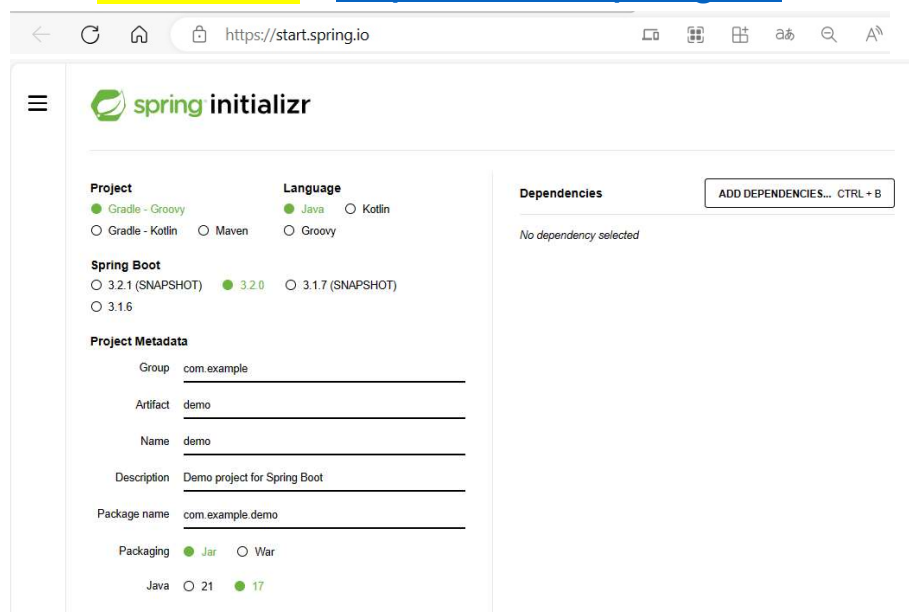 https://start.spring.io
aあ
A
spring initializr
Project
Gradle - Groovy
Gradle - Kotlin Maven
Language
Java Kotlin
Groovy
Spring Boot
3.2.1 (SNAPSHOT) 3.2.0 3.1.7 (SNAPSHOT)
3.1.6
Project Metadata
Group com.example
Artifact demo
Name demo
Description Demo project for Spring Boot
Package name com.example.demo
Packaging Jar War
Java 21 17
Dependencies
ADD DEPENDENCIES... CTRL + B
No dependency selected